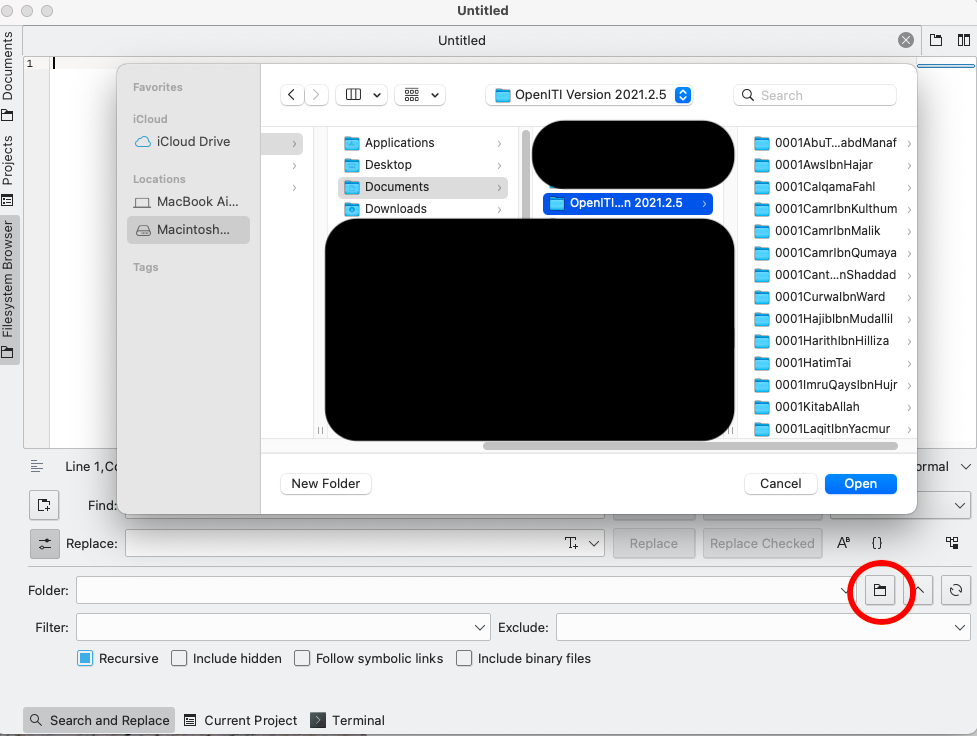 Untitled
Untitled
Documents
Projects
Filesystem Browser
1
Favorites
iCloud
iCloud Drive
Locations
MacBook Ai...
Macintosh...
Tags
OpenITI Version 2021.2.5
Search
Applications
Desktop
Documents
Downloads
OpenITI...n 2021.2.5
0001AbuT...abdManaf
0001AwsIbnHajar
0001CalqamaFahl
0001CamrIbnKulthum
0001CamrIbnMalik
0001CamrIbnQumaya
0001Cant...nShaddad
0001CurwaIbnWard
0001HajibIbnMudallil
0001HarithIbnHilliza
0001HatimTai
0001ImruQaysIbnHujr
0001KitabAllah
0001LaqitIbnYacmur
New Folder
Cancel
Open
Line 1,Co
ormal
Find:
Replace:
Replace
Replace Checked
{}
Folder:
Filter:
Exclude:
Recursive
Include hidden
Follow symbolic links
Include binary files
Search and Replace
Current Project
Terminal